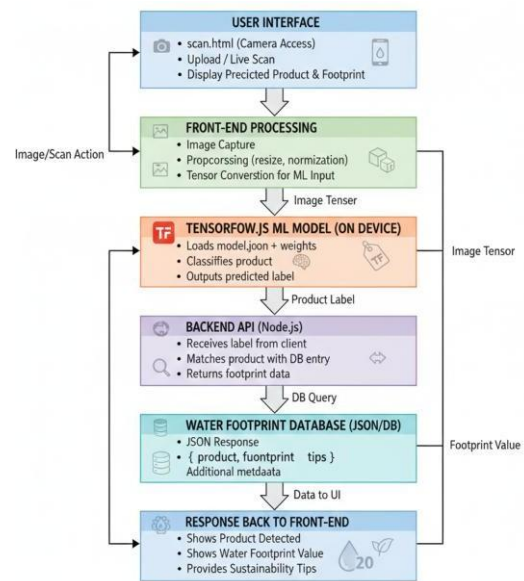 USER INTERFACE
• scan.html (Camera Access)
• Upload / Live Scan
• Display Precicted Product & Footprint
FRONT-END PROCESSING
• Image Capture
• Propcorssing (resize, normization)
• Tensor Converstion for ML Input
Image/Scan Action
Image Tenser
TENSORFOW.JS ML MODEL (ON DEVICE)
TF
• Loads model.joon + weights
• Classifflies product
• Outputs predicted label
TF
Image Tensor
Product Label
BACKEND API (Node.js)
• Receives label from client
• Matches product with DB entry
• Returns footprint data
DB Query
WATER FOOTPRINT DATABASE (JSON/DB)
• JSON Response
• { product, fuontprint tips }
Additional metdaata
Footprint Value
Data to UI
RESPONSE BACK TO FRONT-END
• Shows Product Detected
• Shows Water Footprint Value
• Provides Sustainability Tips
20